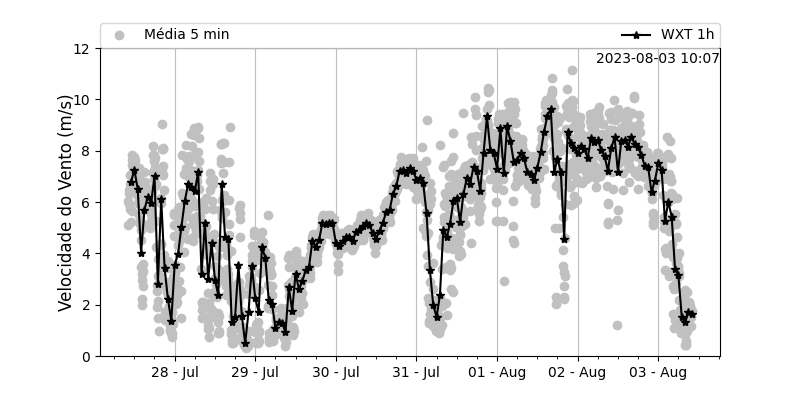 Média 5 min
WXT 1h
2023-08-03 10:07
Velocidade do Vento (m/s)
12
10
8
6
4
2
0
28 - Jul
29 - Jul
30 - Jul
31 - Jul
01 - Aug
02 - Aug
03 - Aug